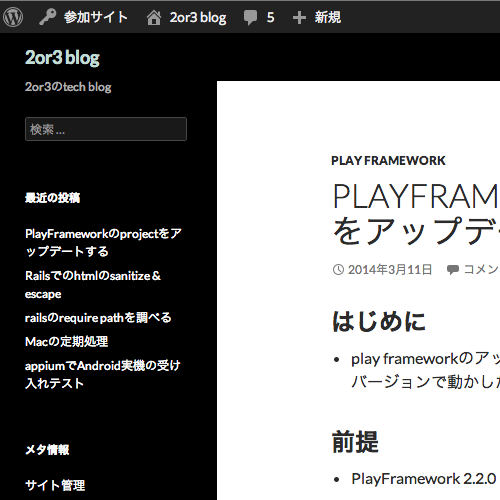 参加サイト 2or3 blog 5 新規
2or3 blog
2or3のtech blog
検索 ...
最近の投稿
PlayFrameworkのprojectをア
ップデートする
Railsでのhtmlのsanitize &
escape
railsのrequire pathを調べる
Macの定期処理
appiumでAndroid実機の受け
入れテスト
メタ情報
サイト管理
PLAY FRAMEWORK
PLAYFRAM
をアップデ
2014年3月11日 コメン
はじめに
play frameworkのアッ
バージョンで動かした
前提
PlayFramework 2.2.0